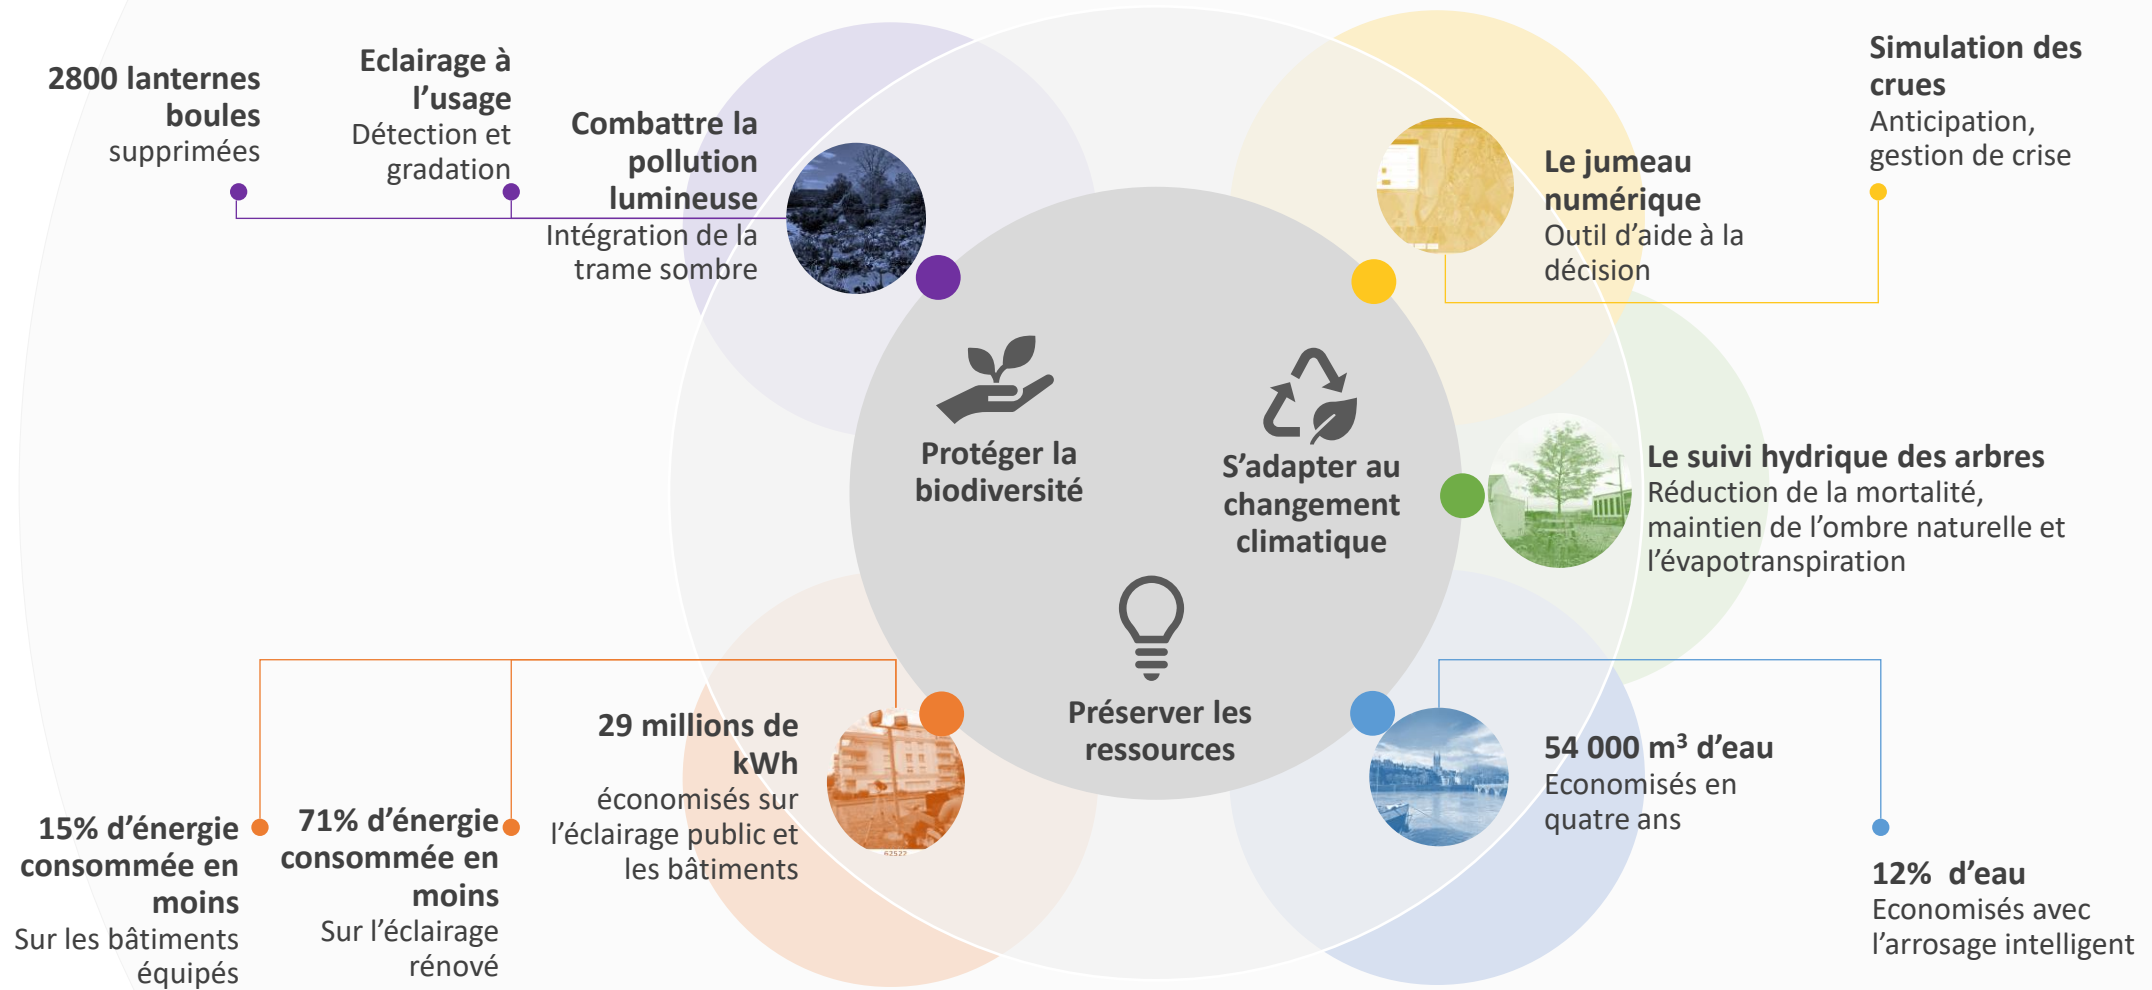 2800 lanternes
boules
supprimées
Eclairage à
l’usage
Détection et
gradation
Combattre la
pollution
lumineuse
Intégration de la
trame sombre
Le jumeau
numérique
Outil d’aide à la
décision
Simulation des
crues
Anticipation,
gestion de crise
Protéger la
biodiversité
S’adapter au
changement
climatique
Préserver les
ressources
Le suivi hydrique des arbres
Réduction de la mortalité,
maintien de l’ombre naturelle et
l’évapotranspiration
15% d’énergie
consommée en
moins
Sur les bâtiments
équipés
71% d’énergie
consommée en
moins
Sur l’éclairage
rénové
29 millions de
kWh
économisés sur
l’éclairage public et
les bâtiments
62522
54 000 m³ d’eau
Economisés en
quatre ans
12%  d’eau
Economisés avec
l’arrosage intelligent